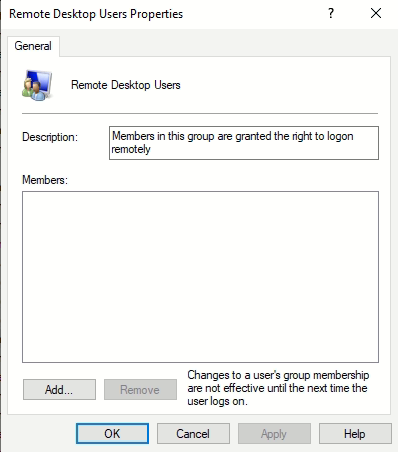 Remote Desktop Users Properties
General
Remote Desktop Users
Description:
Members in this group are granted the right to logon
remotely
Members:
Add...
Remove
Changes to a user's group membership
are not effective until the next time the
user logs on.
OK
Cancel
Apply
Help